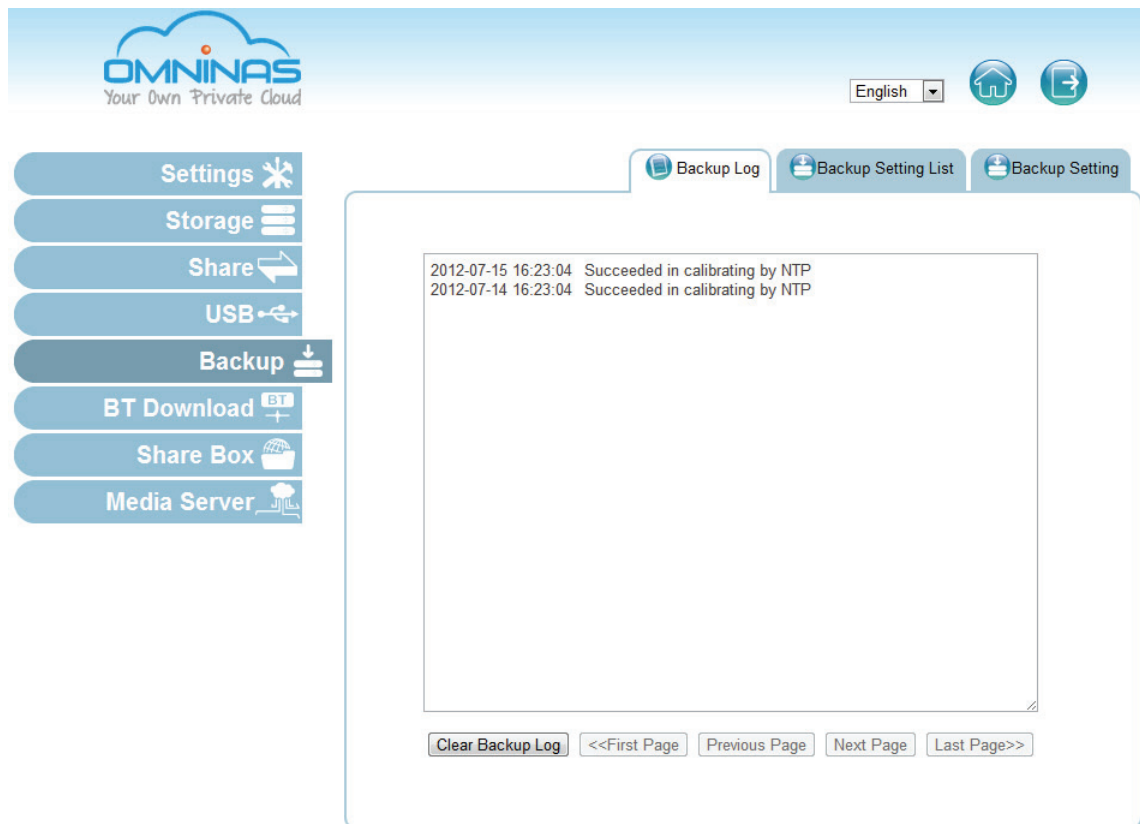 OMNINAS
Your Own Private Cloud
English
Settings
Storage
Share
USB
Backup
BT Download
BT
Share Box
Media Server
Backup Log
Backup Setting List
Backup Setting
2012-07-15 16:23:04 Succeeded in calibrating by NTP
2012-07-14 16:23:04 Succeeded in calibrating by NTP
Clear Backup Log
<<First Page
Previous Page
Next Page
Last Page>>